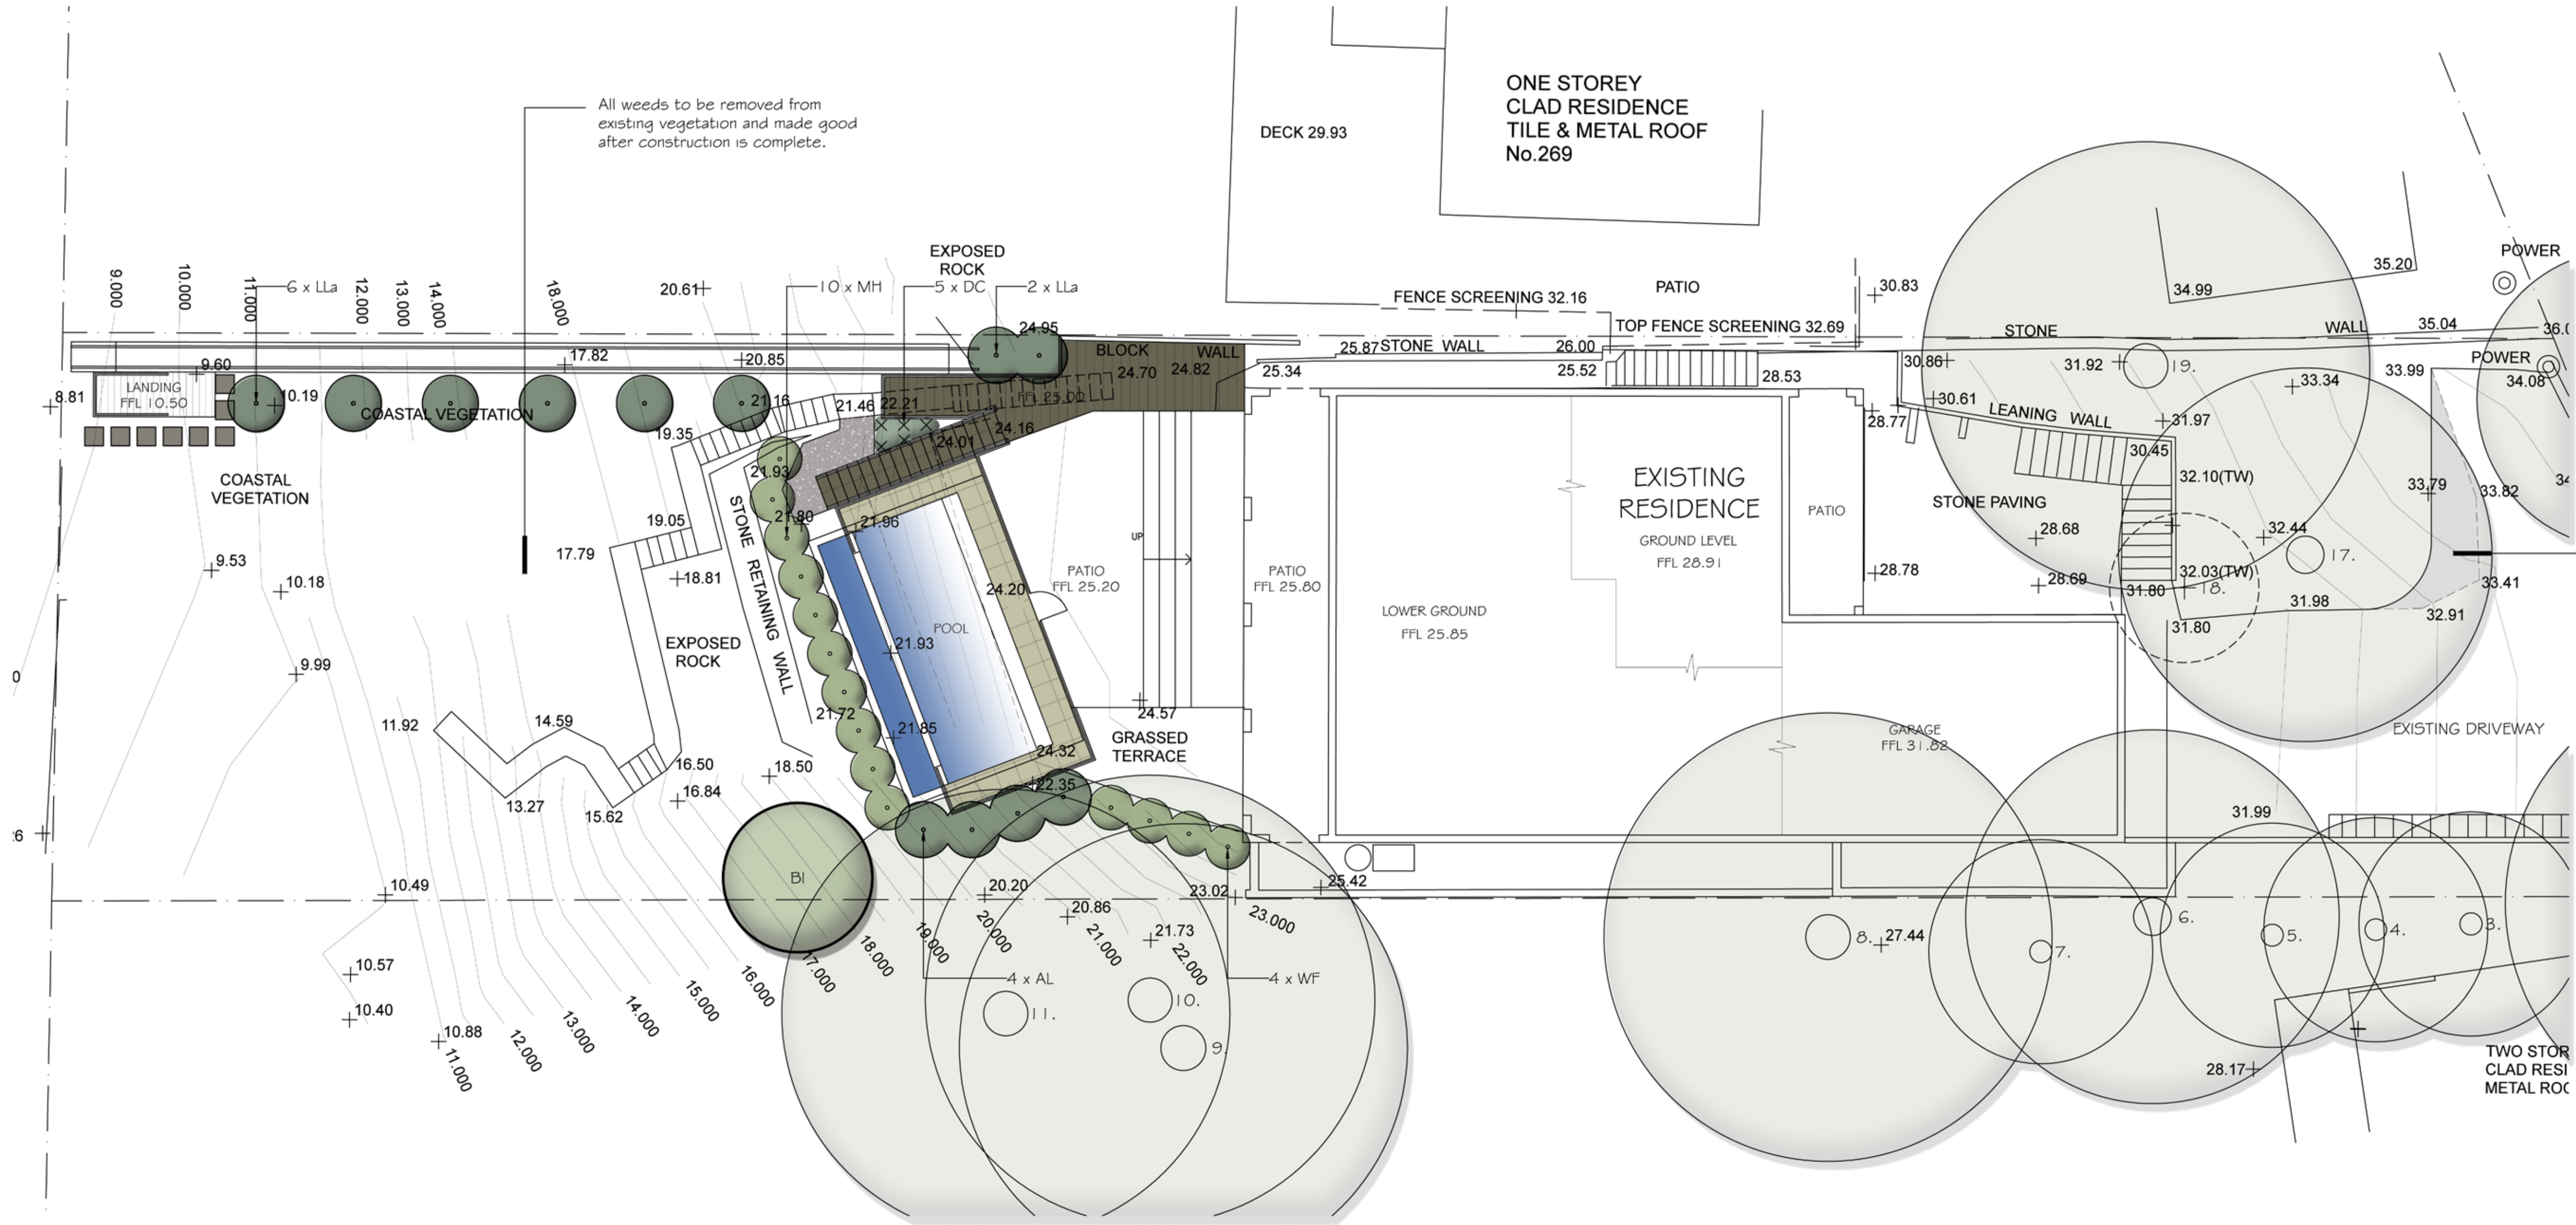 ONE STOREY
CLAD RESIDENCE
TILE & METAL ROOF
No.269
DECK 29.93
All weeds to be removed from
existing vegetation and made good
after construction is complete.
EXPOSED
ROCK
POWER
9.000
10.000
11.000
12.000
13.000
14.000
18.000
6 x LLa
20.61
10 x MH
5 x DC
2 x LLa
FENCE SCREENING 32.16
PATIO
30.83
34.99
35.20
24.95
TOP FENCE SCREENING 32.69
STONE
WALL
35.04
9.60
17.82
20.85
BLOCK
WALL
24.70
24.82
25.87
STONE WALL
26.00
25.34
25.52
28.53
30.86
31.92
19.
33.34
33.99
POWER
34.08
8.81
LANDING
FFL 10.50
10.19
COASTAL VEGETATION
21.16
21.46
22.21
FFL 25.00
24.16
24.01
19.35
28.77
30.61
LEANING WALL
31.97
30.45
COASTAL
VEGETATION
21.93
STONE RETAINING WALL
EXISTING
RESIDENCE
GROUND LEVEL
FFL 28.91
PATIO
STONE PAVING
32.10(TW)
33.79
33.82
19.05
21.80
21.96
17.79
UP
28.68
32.44
17.
9.53
10.18
18.81
24.20
PATIO
FFL 25.20
PATIO
FFL 25.80
28.78
28.69
32.03(TW)
31.80
18.
33.41
31.98
32.91
31.80
EXPOSED
ROCK
POOL
21.93
LOWER GROUND
FFL 25.85
9.99
11.92
14.59
21.72
21.85
24.57
GRASSED
TERRACE
24.32
GARAGE
FFL 31.82
EXISTING DRIVEWAY
16.50
18.50
22.35
16.84
13.27
15.62
31.99
B1
10.49
20.20
23.02
25.42
20.86
21.73
23.000
10.57
10.40
10.88
11.000
12.000
13.000
14.000
15.000
16.000
17.000
18.000
19.000
20.000
21.000
22.000
4 x AL
4 x WF
11.
10.
9.
8.
27.44
7.
6.
5.
4.
3.
28.17
TWO STOR
CLAD RESI
METAL ROO